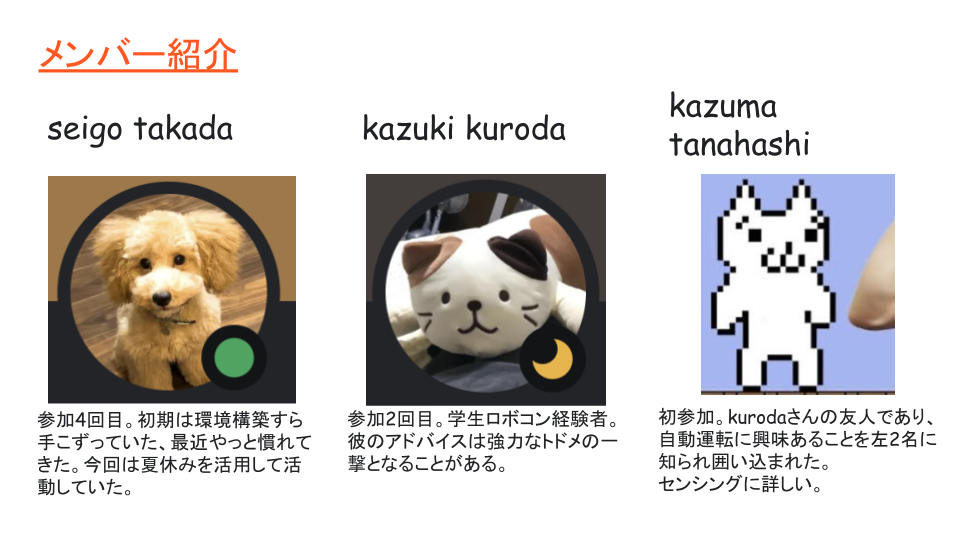 メンバー紹介
seigo takada
kazuki kuroda
kazuma
tanahashi
参加4回目。初期は環境構築すら
手こずっていた、最近やっと慣れて
きた。今回は夏休みを活用して活
動していた。
参加2回目。学生ロボコン経験者。
彼のアドバイスは強力なトドメの一
撃となることがある。
初参加。kurodaさんの友人であり、
自動運転に興味あることを左2名に
知られ囲い込まれた。
センシングに詳しい。